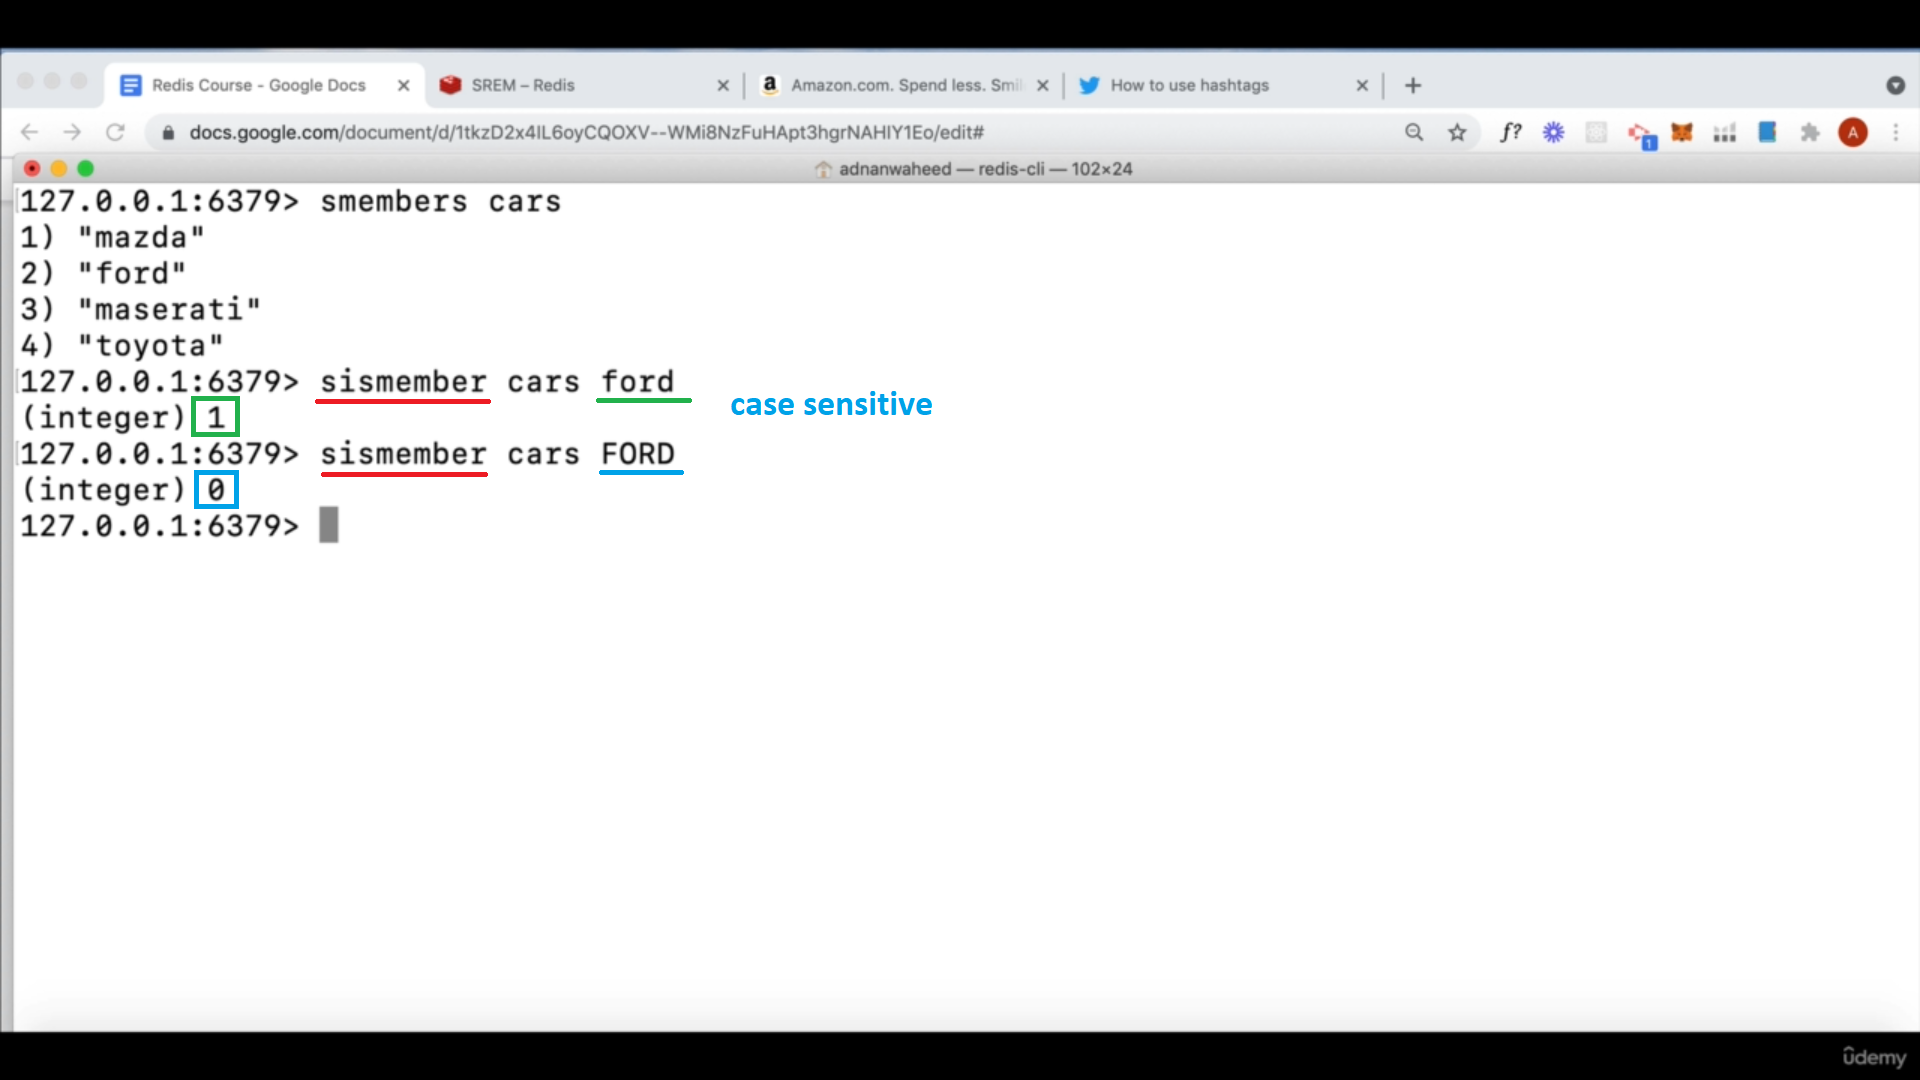 Redis Course - Google Docs
SREM – Redis
Amazon.com. Spend less. Smil
How to use hashtags
docs.google.com/document/d/1tkzD2x4IL6oyCQOXV--WMi8NzFuHApt3hgrNAHIY1Eo/edit#
f?
1
A
adnanwaheed — redis-cli — 102×24
127.0.0.1:6379> smembers cars
1) "mazda"
2) "ford"
3) "maserati"
4) "toyota"
127.0.0.1:6379> sismember cars ford
case sensitive
(integer) 1
127.0.0.1:6379> sismember cars FORD
(integer) 0
127.0.0.1:6379>
udemy